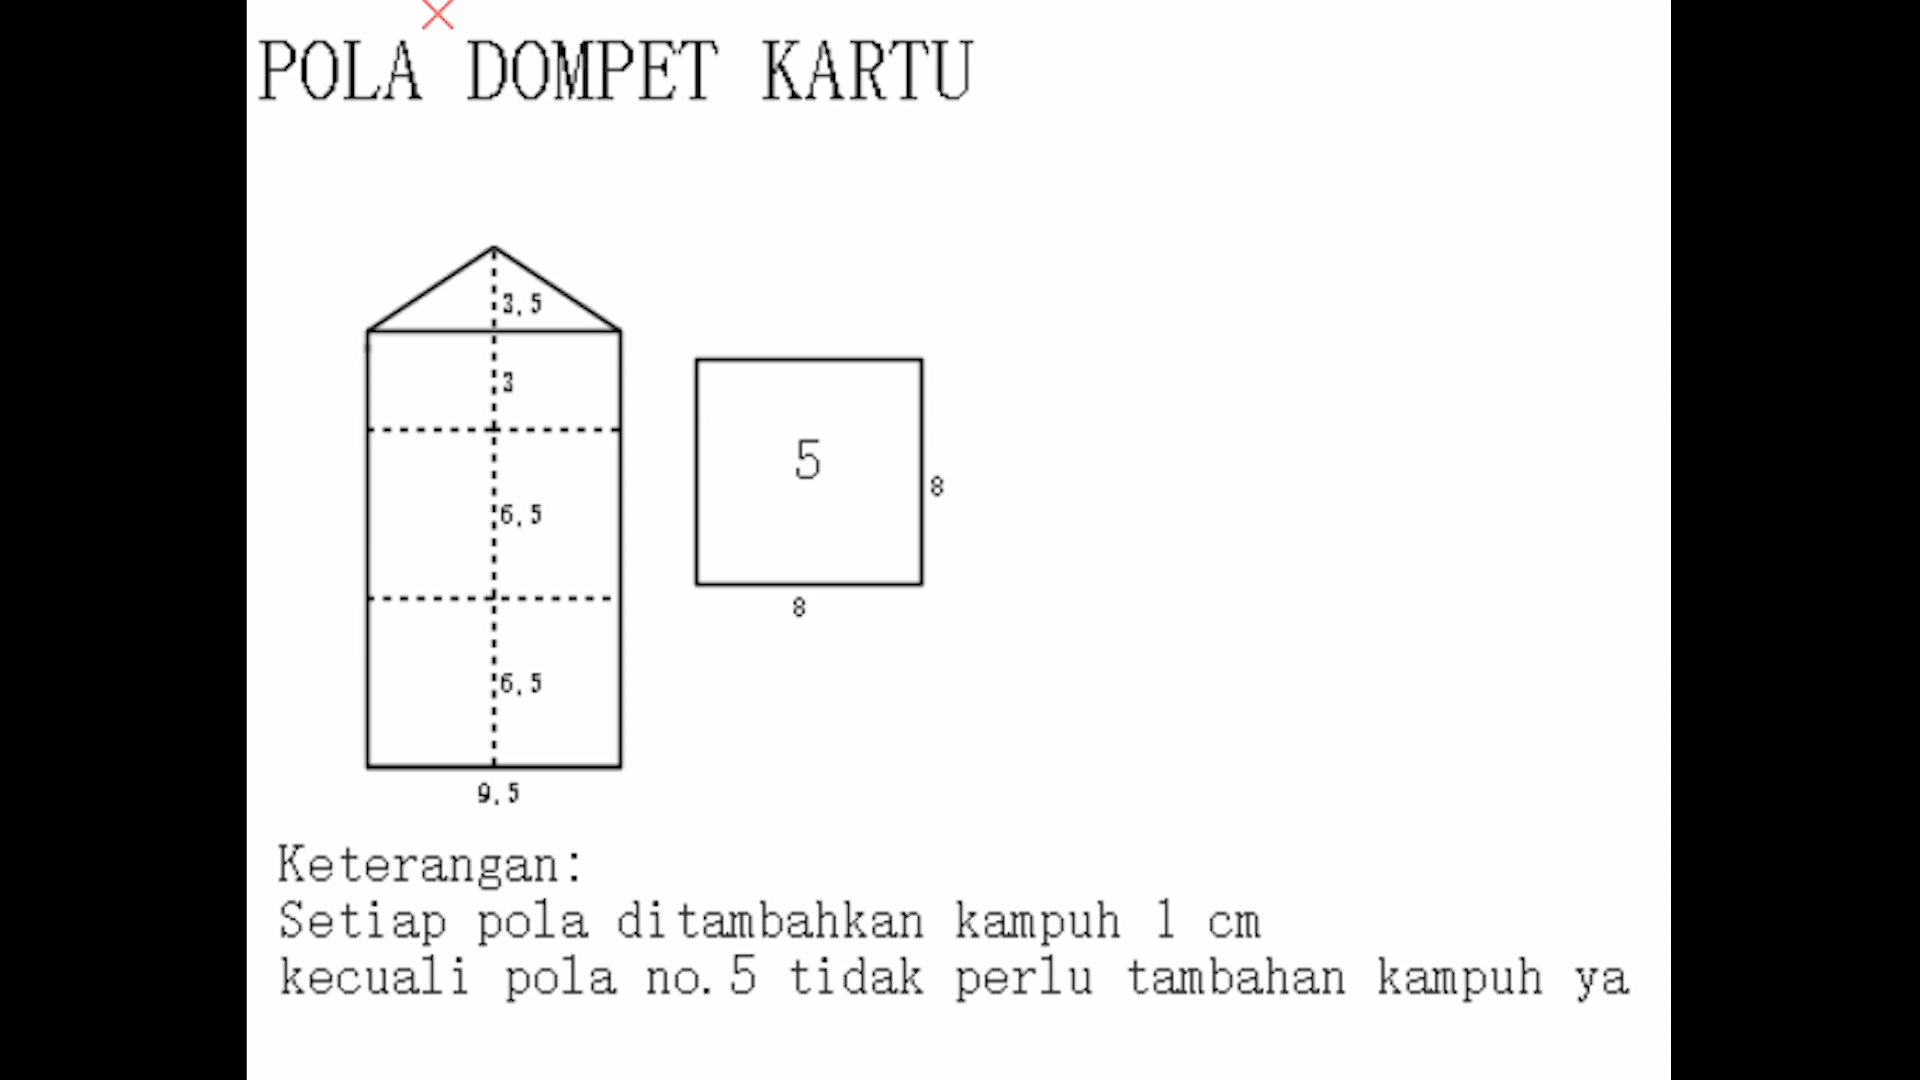 POLA DOMPET KARTU
3,5
3
6,5
6,5
9,5
5
8
8
Keterangan:
Setiap pola ditambahkan kampuh 1 cm
kecuali pola no.5 tidak perlu tambahan kampuh ya